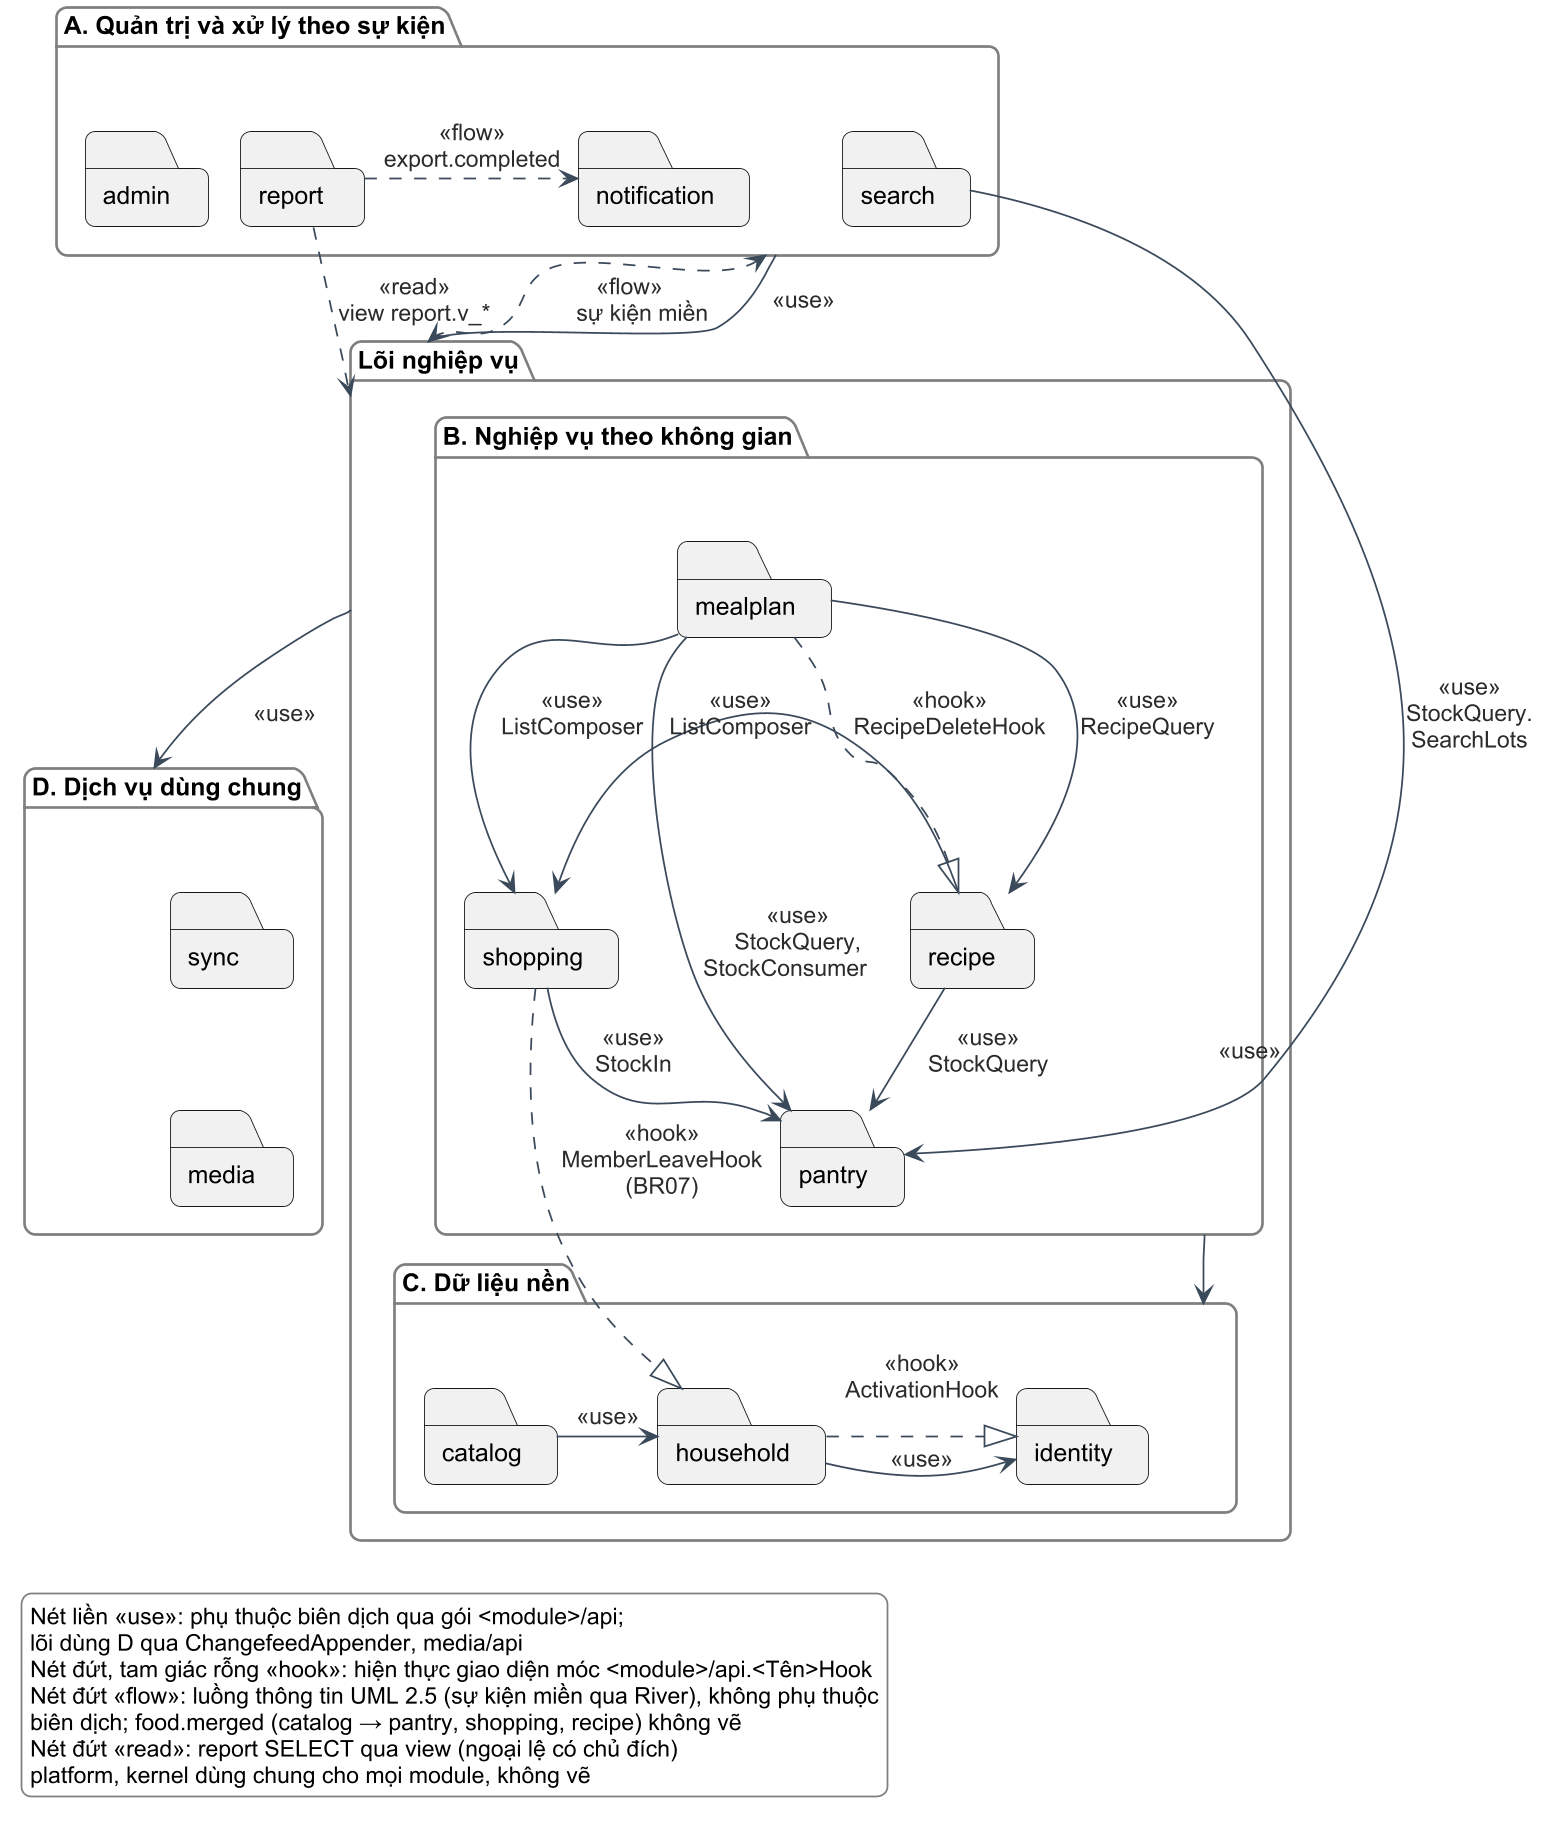 A. Quản trị và xử lý theo sự kiện
«flow»
export.completed
admin
report
notification
search
«read»
view report.v_*
«flow»
sự kiện miền
«use»
Lõi nghiệp vụ
B. Nghiệp vụ theo không gian
mealplan
«use»
ListComposer
«use»
ListComposer
«hook»
RecipeDeleteHook
«use»
RecipeQuery
«use»
StockQuery.
SearchLots
«use»
D. Dịch vụ dùng chung
sync
media
shopping
«use»
StockQuery,
StockConsumer
recipe
«use»
StockIn
«use»
StockQuery
«use»
«hook»
MemberLeaveHook
(BR07)
pantry
C. Dữ liệu nền
«hook»
ActivationHook
catalog
«use»
household
«use»
identity
Nét liền «use»: phụ thuộc biên dịch qua gói <module>/api;
lõi dùng D qua ChangefeedAppender, media/api
Nét đứt, tam giác rỗng «hook»: hiện thực giao diện móc <module>/api.<Tên>Hook
Nét đứt «flow»: luồng thông tin UML 2.5 (sự kiện miền qua River), không phụ thuộc
biên dịch; food.merged (catalog → pantry, shopping, recipe) không vẽ
Nét đứt «read»: report SELECT qua view (ngoại lệ có chủ đích)
platform, kernel dùng chung cho mọi module, không vẽ